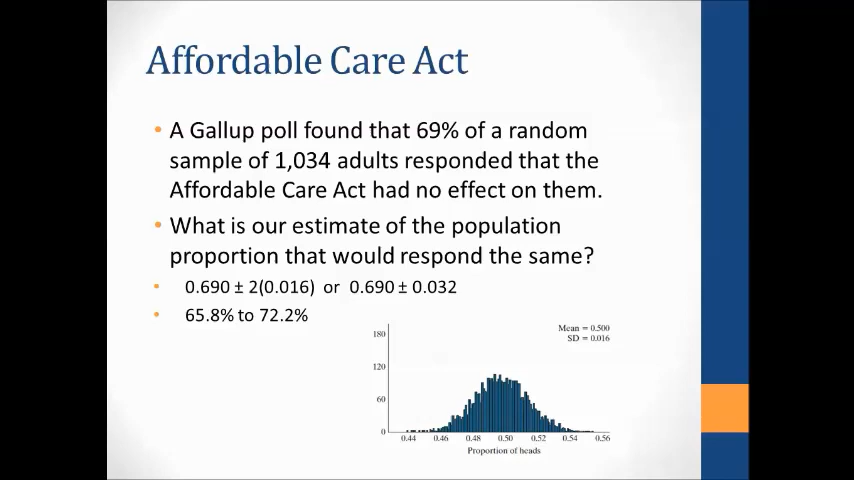 Affordable Care Act
• A Gallup poll found that 69% of a random
sample of 1,034 adults responded that the
Affordable Care Act had no effect on them.
• What is our estimate of the population
proportion that would respond the same?
• 0.690 ± 2(0.016) or 0.690 ± 0.032
• 65.8% to 72.2%
Mean = 0.500
SD = 0.016
180
120
60
0
0.44 0.46 0.48 0.50 0.52 0.54 0.56
Proportion of heads